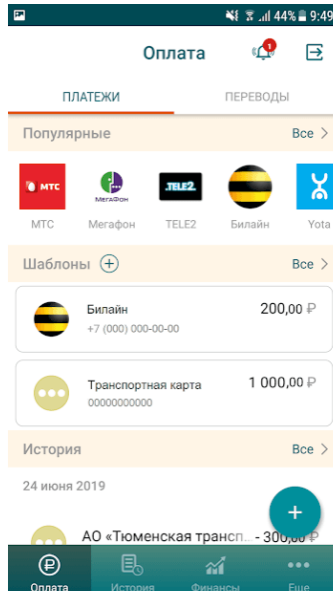 44% 9:49
Оплата
1
ПЛАТЕЖИ ПЕРЕВОДЫ
Популярные Все >
МТС МЕГАФОН TELE2
МТС Мегафон TELE2 Билайн Yota
Шаблоны + Все >
Билайн 200,00 ₽
+7 (000) 000-00-00
Транспортная карта 1 000,00 ₽
00000000000
История Все >
24 июня 2019
АО «Тюменская трансп... - 300,00 ₽
+
Оплата История Финансы Еще